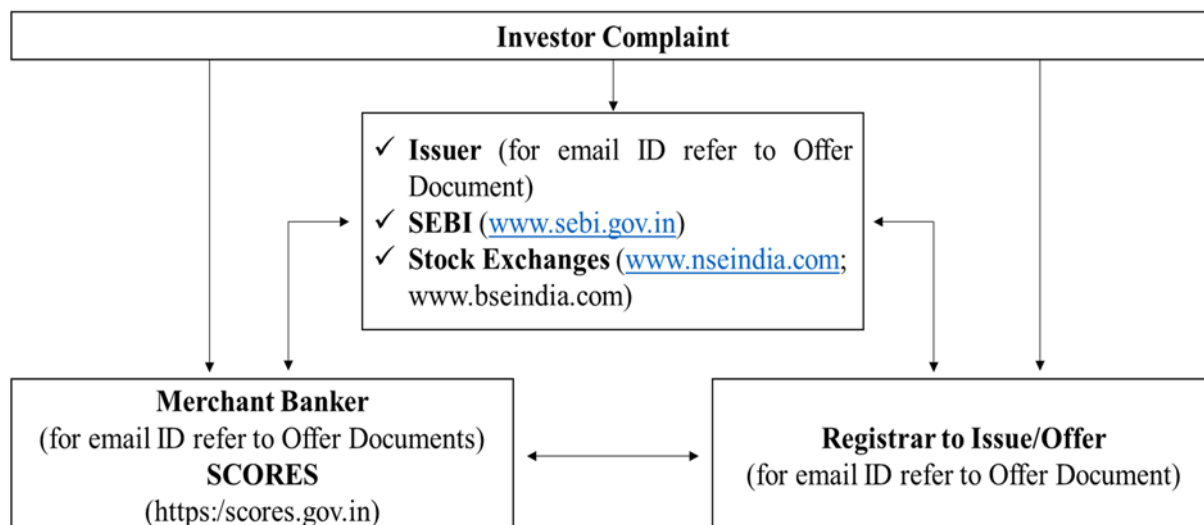 Investor Complaint
✓ Issuer (for email ID refer to Offer
Document)
✓ SEBI (www.sebi.gov.in)
✓ Stock Exchanges (www.nseindia.com;
www.bseindia.com)
Merchant Banker
(for email ID refer to Offer Documents)
SCORES
(https:/scores.gov.in)
Registrar to Issue/Offer
(for email ID refer to Offer Document)